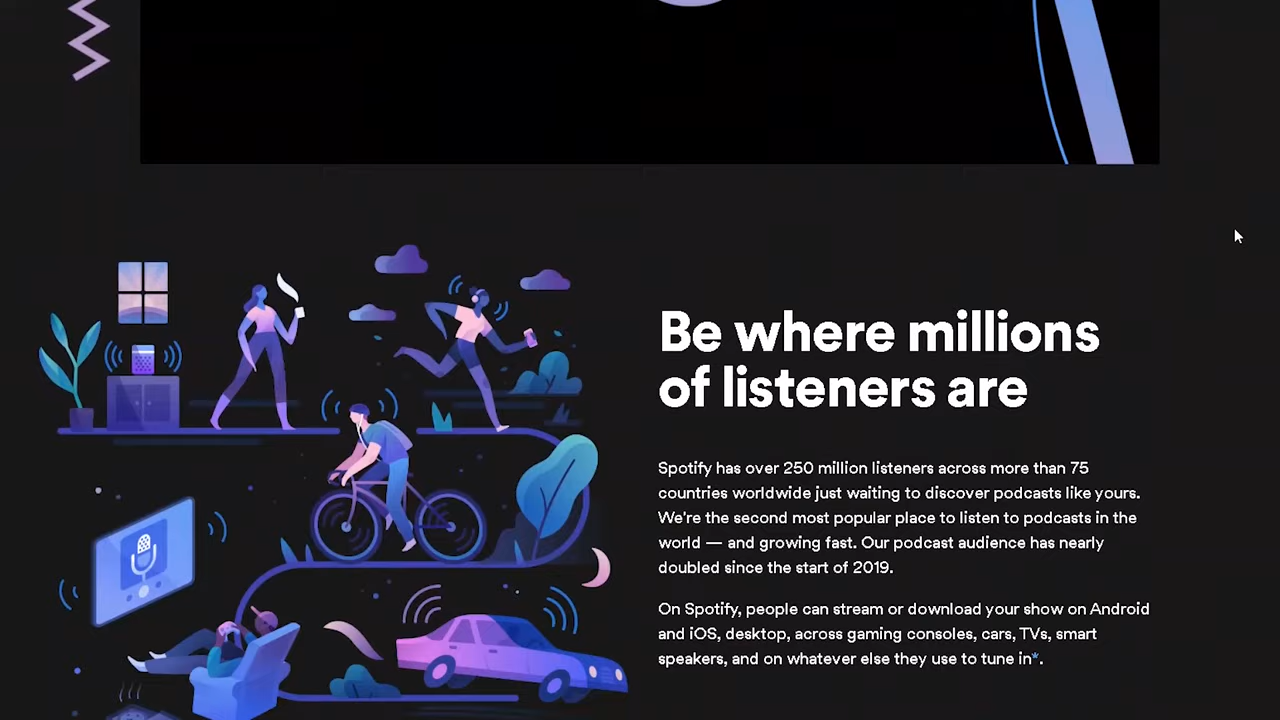 Be where millions
of listeners are
Spotify has over 250 million listeners across more than 75
countries worldwide just waiting to discover podcasts like yours.
We're the second most popular place to listen to podcasts in the
world — and growing fast. Our podcast audience has nearly
doubled since the start of 2019.
On Spotify, people can stream or download your show on Android
and iOS, desktop, across gaming consoles, cars, TVs, smart
speakers, and on whatever else they use to tune in*.